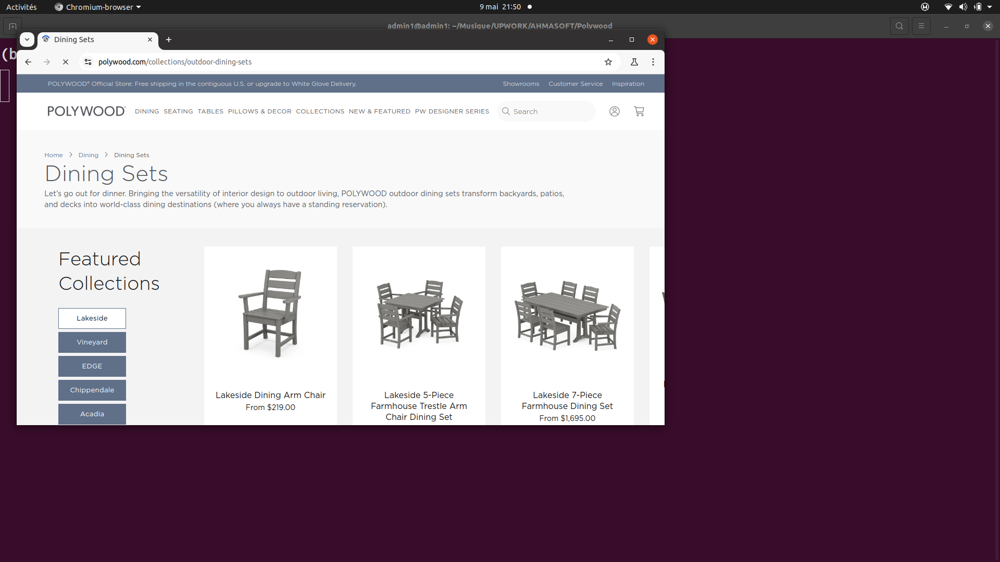 Activités
Chromium-browser
9 mai 21:50
admin1@admin1: ~/Musique/UPWORK/AHMASOFT/Polywood
(b
Dining Sets
polywood.com/collections/outdoor-dining-sets
POLYWOOD® Official Store: Free shipping in the contiguous U.S. or upgrade to White Glove Delivery.
Showrooms Customer Service Inspiration
POLYWOOD®
DINING SEATING TABLES PILLOWS & DECOR COLLECTIONS NEW & FEATURED PW DESIGNER SERIES
Search
Home > Dining > Dining Sets
Dining Sets
Let’s go out for dinner. Bringing the versatility of interior design to outdoor living, POLYWOOD outdoor dining sets transform backyards, patios,
and decks into world-class dining destinations (where you always have a standing reservation).
Featured
Collections
Lakeside
Vineyard
EDGE
Chippendale
Acadia
Lakeside Dining Arm Chair
From $219.00
Lakeside 5-Piece
Farmhouse Trestle Arm
Chair Dining Set
Lakeside 7-Piece
Farmhouse Dining Set
From $1,695.00